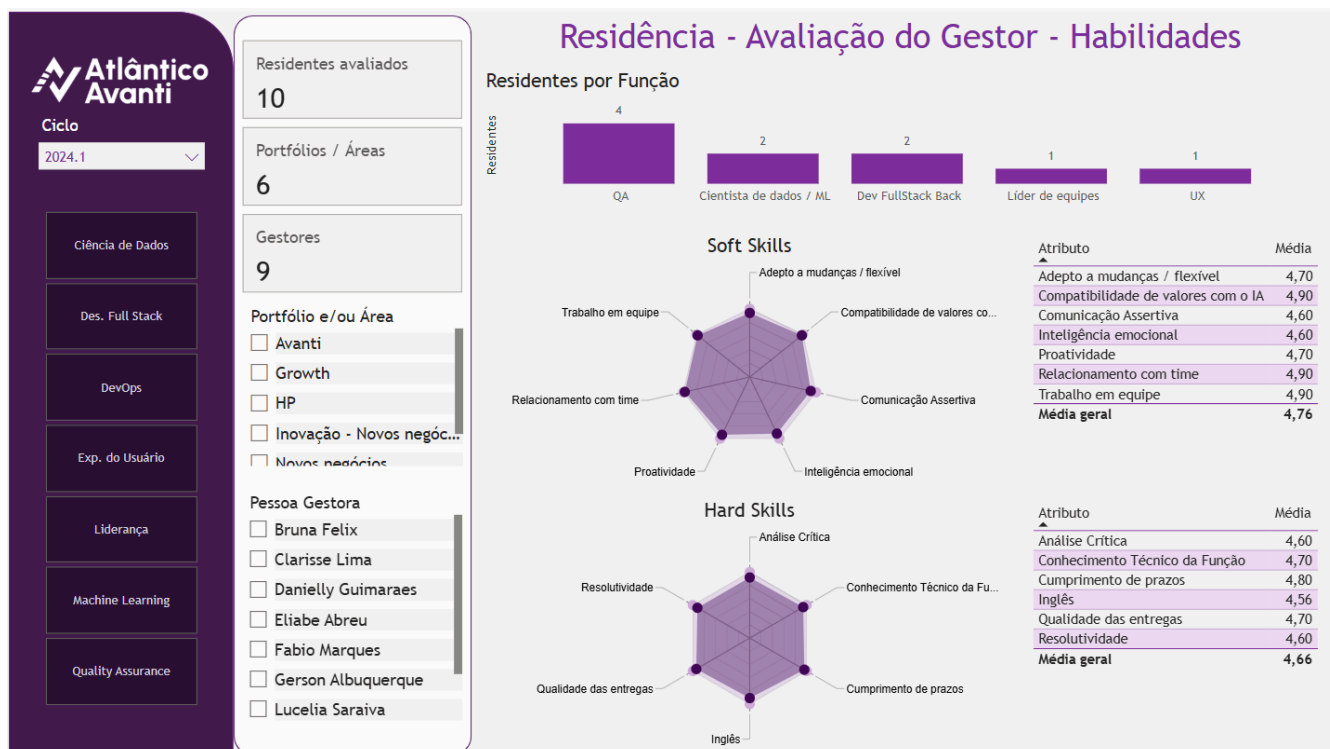 Atlântico
Avanti
Ciclo
2024.1
Ciência de Dados
Des. Full Stack
DevOps
Exp. do Usuário
Liderança
Machine Learning
Quality Assurance
Residentes avaliados
10
Portfólios / Áreas
6
Gestores
9
Portfólio e/ou Área
Avanti
Growth
HP
Inovação - Novos negóc...
Novos negócios
Pessoa Gestora
Bruna Felix
Clarisse Lima
Danielly Guimaraes
Eliabe Abreu
Fabio Marques
Gerson Albuquerque
Lucelia Saraiva
Residência - Avaliação do Gestor - Habilidades
Residentes por Função
Residentes
4
2
2
1
1
QA
Cientista de dados / ML
Dev FullStack Back
Líder de equipes
UX
Soft Skills
Adepto a mudanças / flexível
Trabalho em equipe
Compatibilidade de valores co...
Relacionamento com time
Comunicação Assertiva
Proatividade
Inteligência emocional
Atributo Média
Adepto a mudanças / flexível 4,70
Compatibilidade de valores com o IA 4,90
Comunicação Assertiva 4,60
Inteligência emocional 4,60
Proatividade 4,70
Relacionamento com time 4,90
Trabalho em equipe 4,90
Média geral 4,76
Hard Skills
Análise Crítica
Resolutividade
Conhecimento Técnico da Fu...
Qualidade das entregas
Cumprimento de prazos
Inglês
Atributo Média
Análise Crítica 4,60
Conhecimento Técnico da Função 4,70
Cumprimento de prazos 4,80
Inglês 4,56
Qualidade das entregas 4,70
Resolutividade 4,60
Média geral 4,66